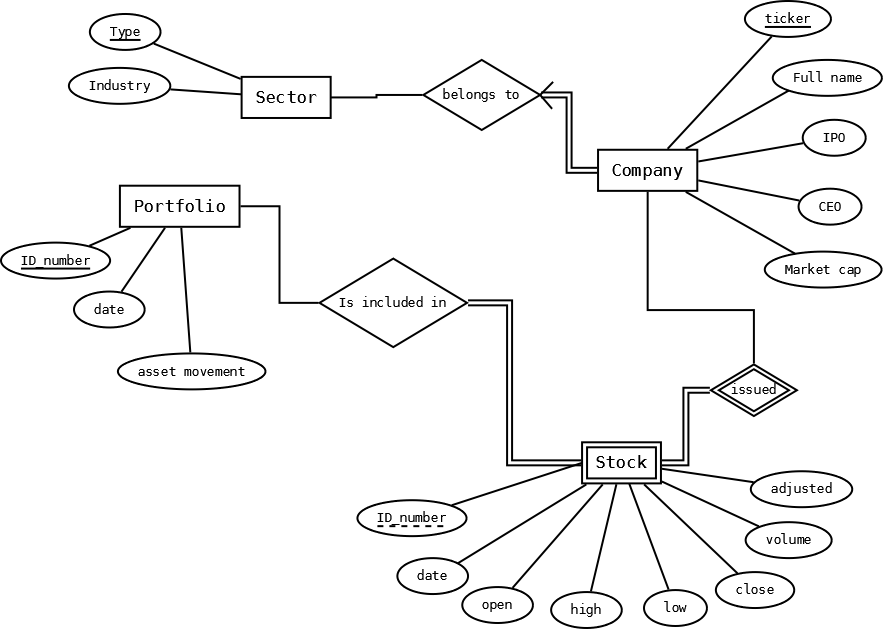 ticker
Type
Full name
Industry
Sector
belongs to
IPO
Company
Portfolio
CEO
ID_number
Market cap
date
Is included in
asset movement
issued
Stock
adjusted
ID_number
volume
date
close
open
high
low